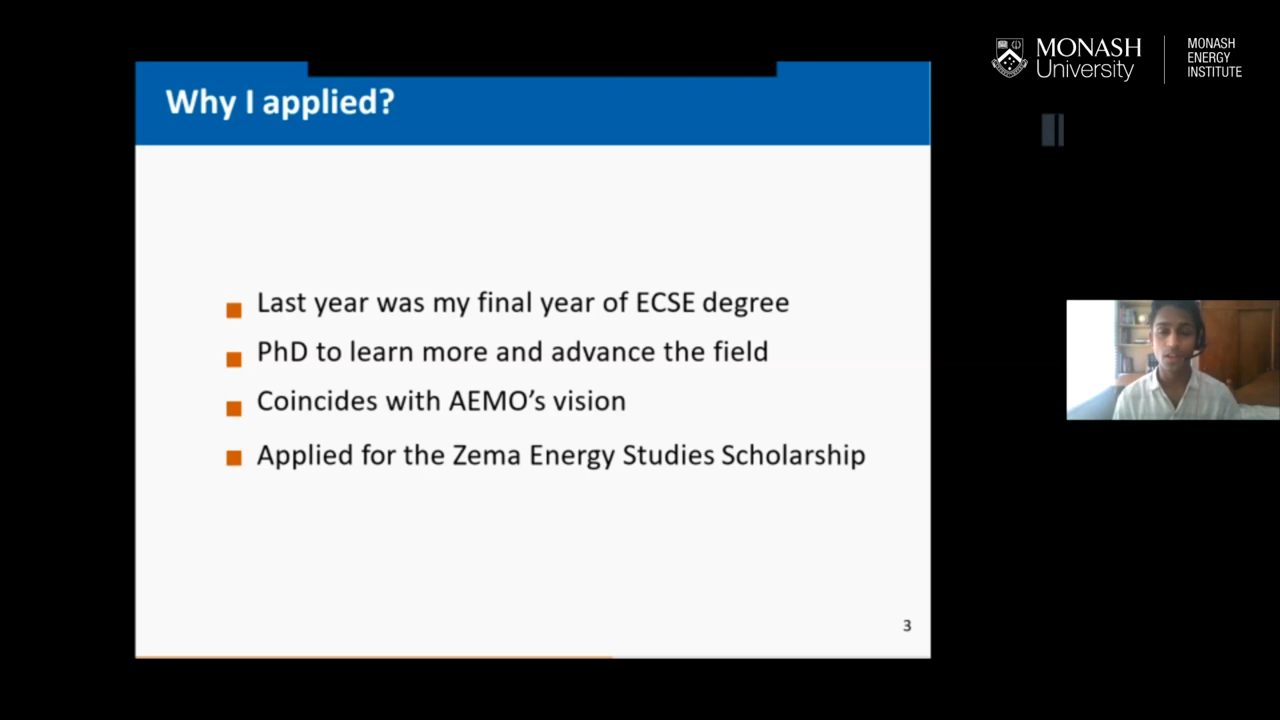 MONASH
University
MONASH
ENERGY
INSTITUTE
Why I applied?
Last year was my final year of ECSE degree
PhD to learn more and advance the field
Coincides with AEMO’s vision
Applied for the Zema Energy Studies Scholarship
3